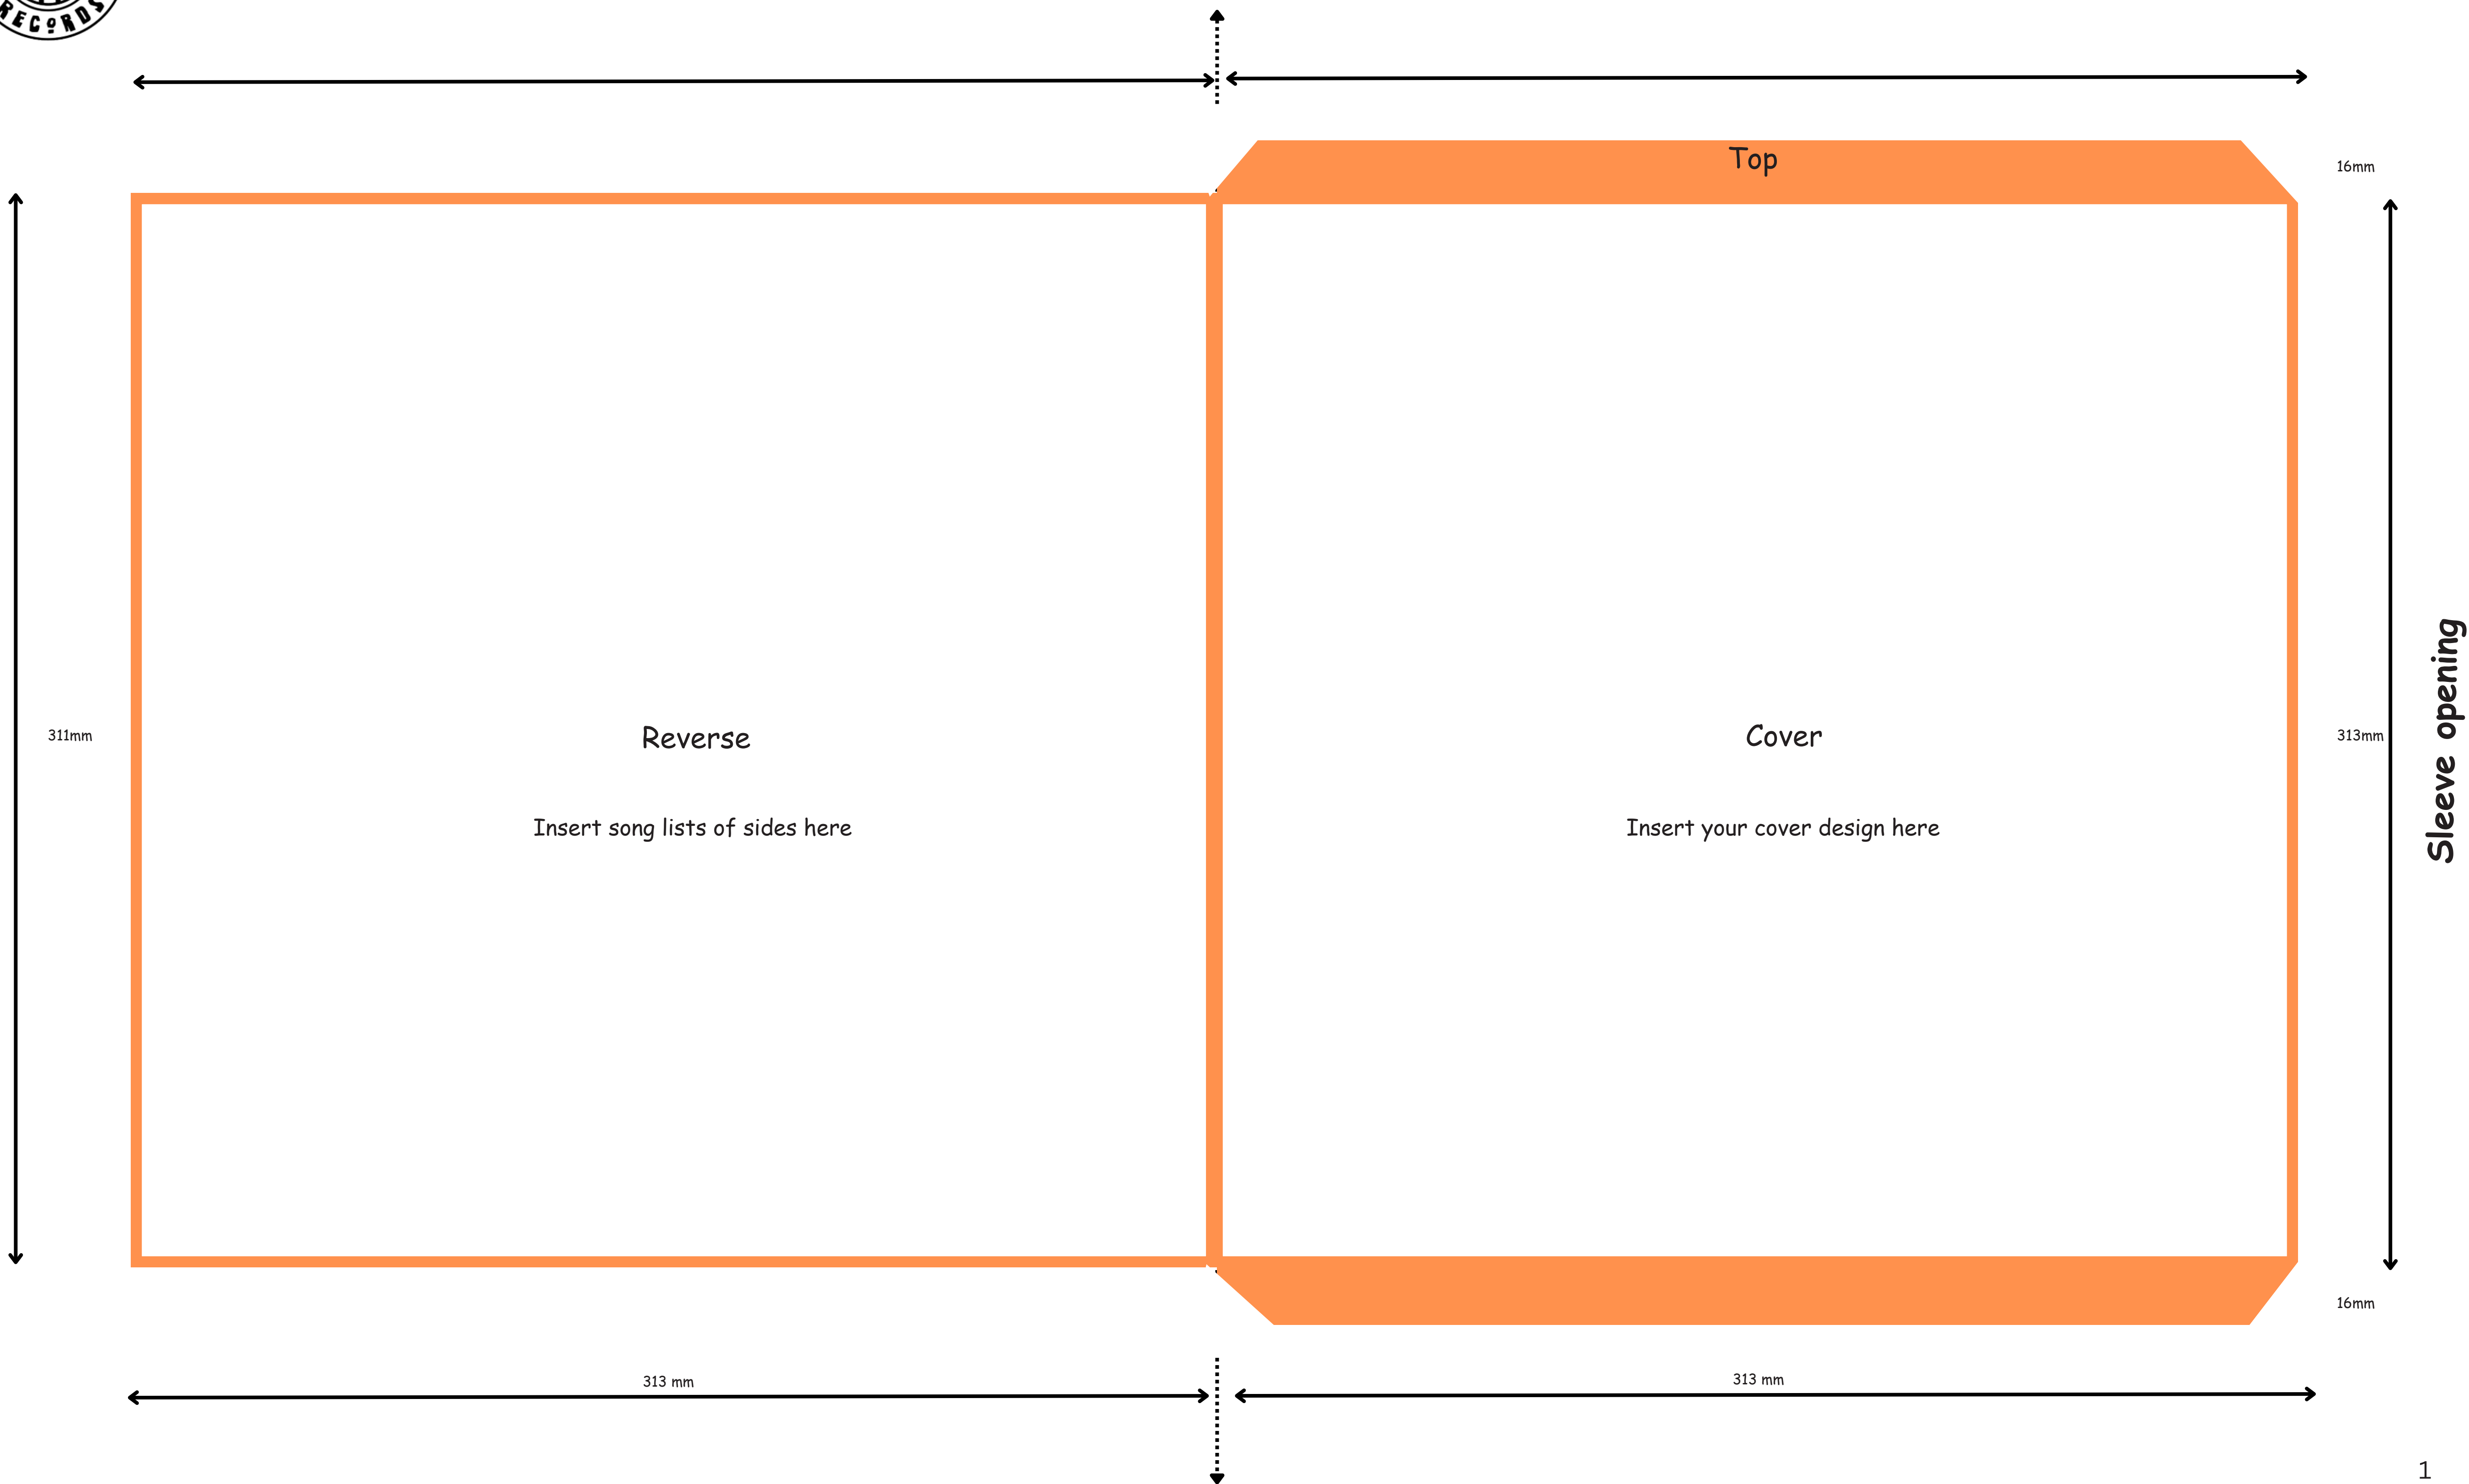 RECORDS
Top
16mm
311mm
Reverse
Insert song lists of sides here
Cover
Insert your cover design here
313mm
Sleeve opening
16mm
313 mm
313 mm
1